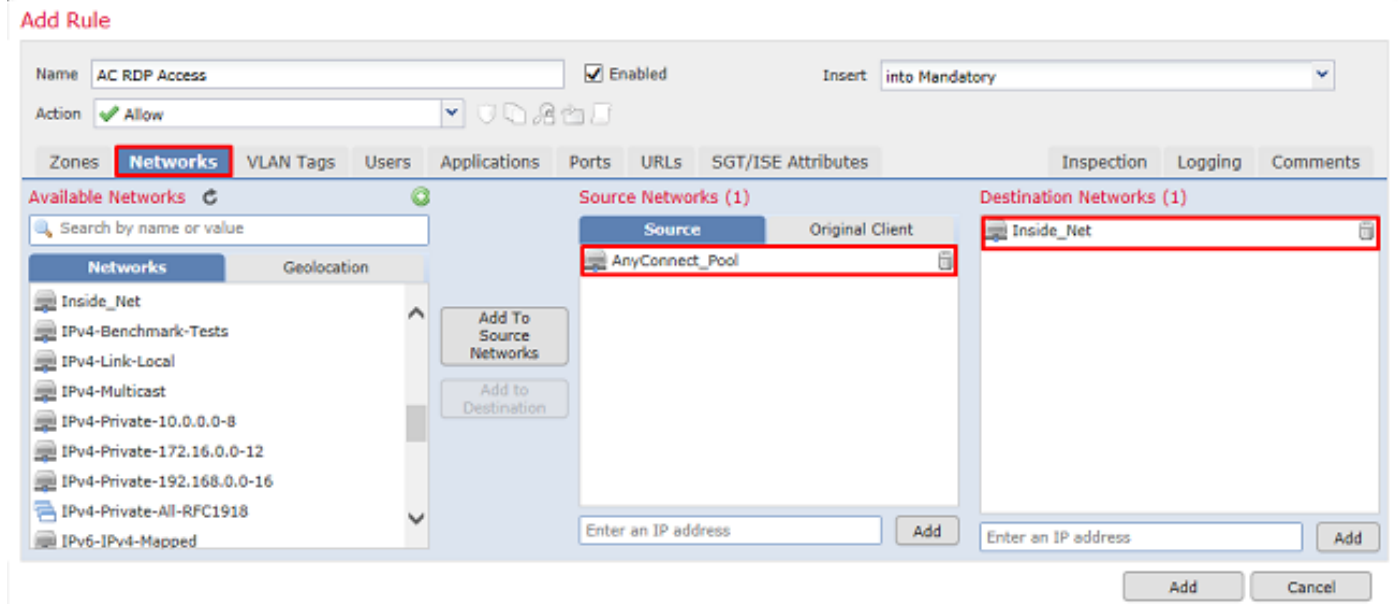 Add Rule
Name AC RDP Access Enabled Insert into Mandatory
Action Allow
Zones Networks VLAN Tags Users Applications Ports URLs SGT/ISE Attributes Inspection Logging Comments
Available Networks Source Networks (1) Destination Networks (1)
Search by name or value Source Original Client Inside_Net
Networks Geolocation AnyConnect_Pool
Inside_Net
IPv4-Benchmark-Tests
IPv4-Link-Local
IPv4-Multicast
IPv4-Private-10.0.0.0-8
IPv4-Private-172.16.0.0-12
IPv4-Private-192.168.0.0-16
IPv4-Private-All-RFC1918
IPv6-IPv4-Mapped
Add To
Source
Networks
Add to
Destination
Enter an IP address Add Enter an IP address Add
Add Cancel